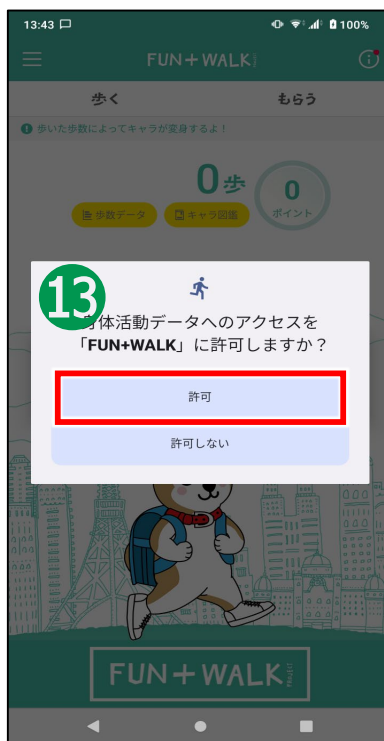 13:43 100%
FUN+WALK
歩く もらう
歩いた歩数によってキャラが変身するよ！
0歩
0
ポイント
歩数データ キャラ図鑑
13
身体活動データへのアクセスを
「FUN+WALK」に許可しますか？
許可
許可しない
FUN+WALK PROJECT